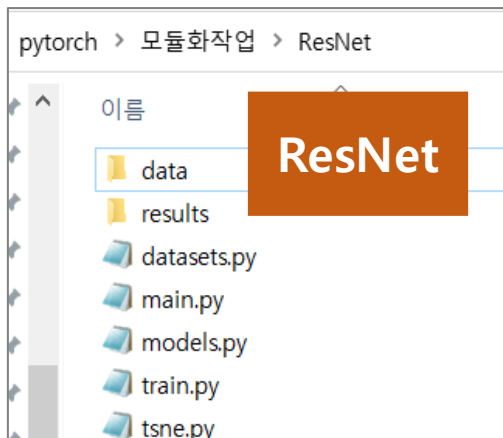 pytorch > 모듈화작업 > ResNet
이름
ResNet
data
results
datasets.py
main.py
models.py
train.py
tsne.py